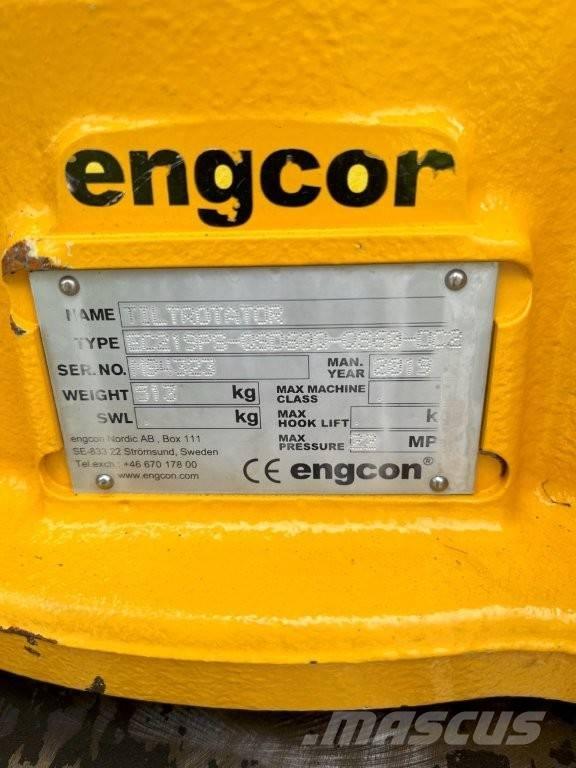 engcor
NAME TILTROTATOR
TYPE
SER. NO. MAN. YEAR 2019
WEIGHT kg MAX MACHINE CLASS
SWL kg MAX HOOK LIFT k
engcon Nordic AB , Box 111 MAX PRESSURE MP
SE-833 22 Strömsund, Sweden
Tel.exch.: +46 670 178 00
www.engcon.com CE engcon®
MASCUS